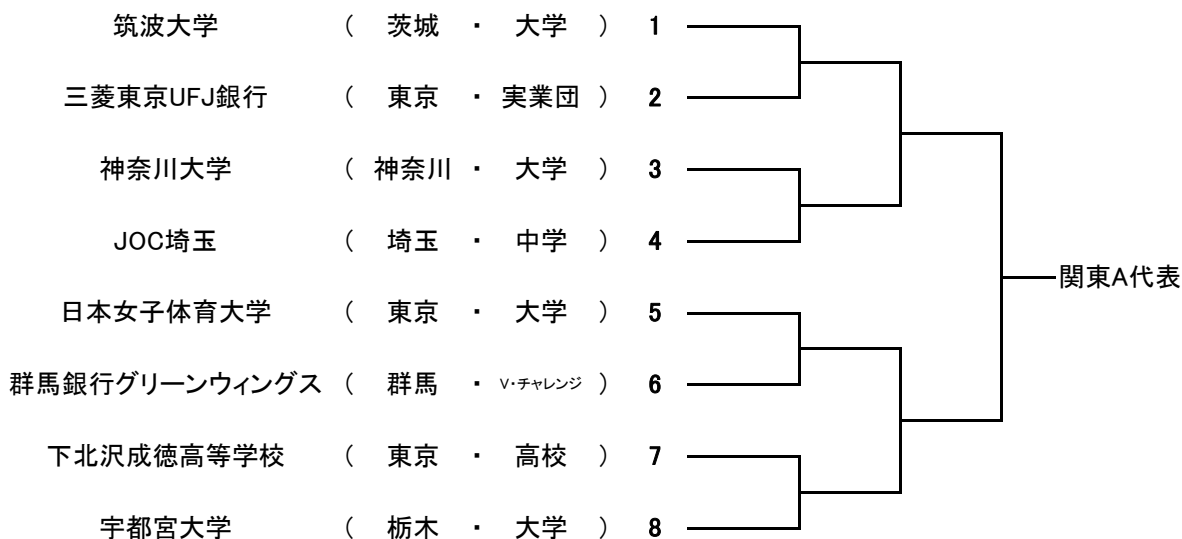 筑波大学 ( 茨城 ・ 大学 ) 1
三菱東京UFJ銀行 ( 東京 ・ 実業団 ) 2
神奈川大学 ( 神奈川 ・ 大学 ) 3
JOC埼玉 ( 埼玉 ・ 中学 ) 4
関東A代表
日本女子体育大学 ( 東京 ・ 大学 ) 5
群馬銀行グリーンウィングス ( 群馬 ・ V・チャレンジ ) 6
下北沢成徳高等学校 ( 東京 ・ 高校 ) 7
宇都宮大学 ( 栃木 ・ 大学 ) 8